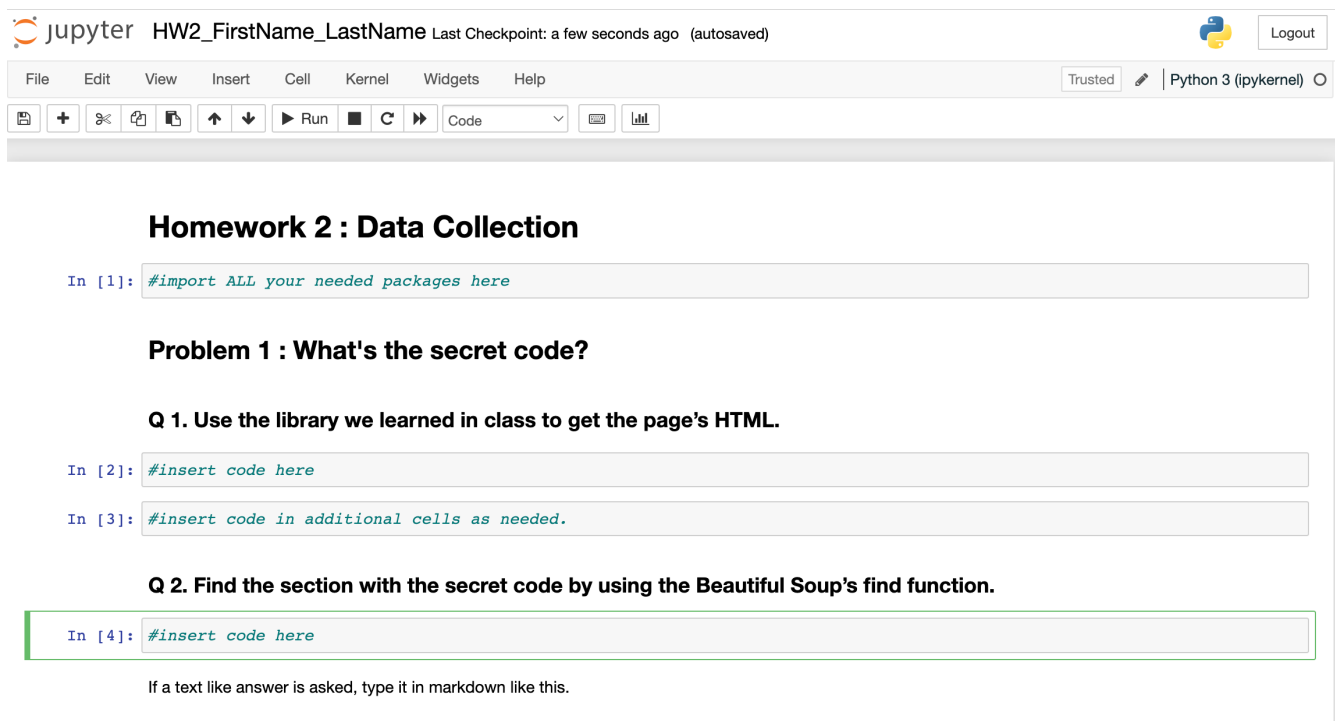 jupyter HW2_FirstName_LastName Last Checkpoint: a few seconds ago (autosaved) Logout
File Edit View Insert Cell Kernel Widgets Help Trusted Python 3 (ipykernel)
Run Code
Homework 2 : Data Collection
In [1]: #import ALL your needed packages here
Problem 1 : What's the secret code?
Q 1. Use the library we learned in class to get the page’s HTML.
In [2]: #insert code here
In [3]: #insert code in additional cells as needed.
Q 2. Find the section with the secret code by using the Beautiful Soup’s find function.
In [4]: #insert code here
If a text like answer is asked, type it in markdown like this.